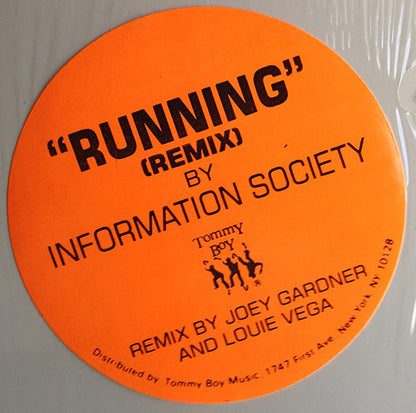 “RUNNING”
(REMIX)
BY
INFORMATION SOCIETY
Tommy
BOY
REMIX BY JOEY GARDNER
AND LOUIE VEGA
Distributed by Tommy Boy Music, 1747 First Ave. New York, NY 10128